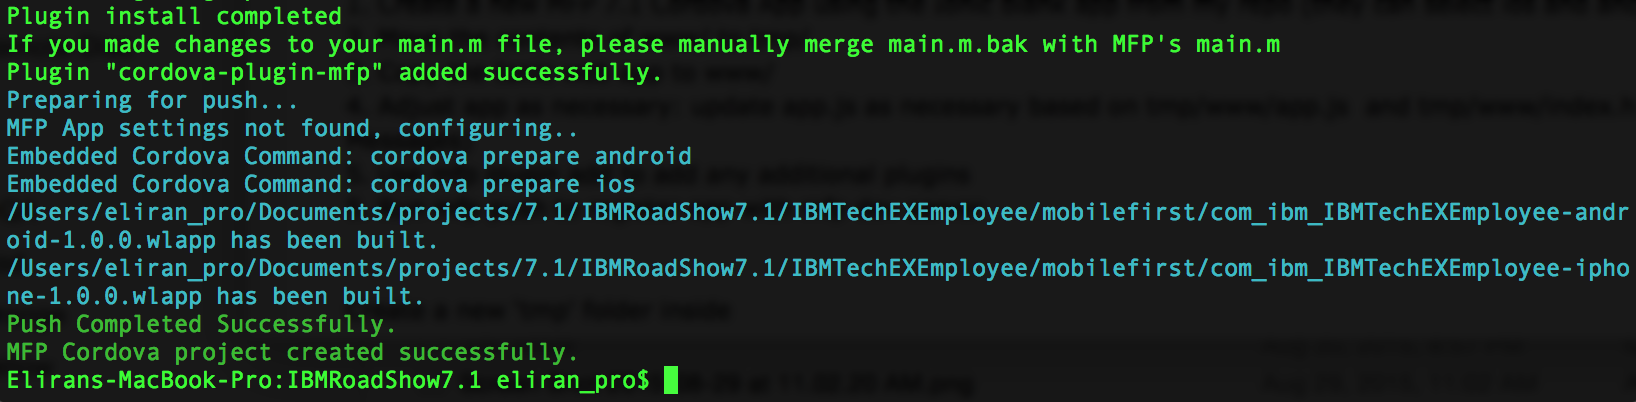 Plugin install completed
If you made changes to your main.m file, please manually merge main.m.bak with MFP's main.m
Plugin "cordova-plugin-mfp" added successfully.
Preparing for push...
MFP App settings not found, configuring..
Embedded Cordova Command: cordova prepare android
Embedded Cordova Command: cordova prepare ios
/Users/eliran_pro/Documents/projects/7.1/IBMRoadShow7.1/IBMTechEXEmployee/mobilefirst/com_ibm_IBMTechEXEmployee-andr
oid-1.0.0.wlapp has been built.
/Users/eliran_pro/Documents/projects/7.1/IBMRoadShow7.1/IBMTechEXEmployee/mobilefirst/com_ibm_IBMTechEXEmployee-ipho
ne-1.0.0.wlapp has been built.
Push Completed Successfully.
MFP Cordova project created successfully.
Elirans-MacBook-Pro:IBMRoadShow7.1 eliran_pro$